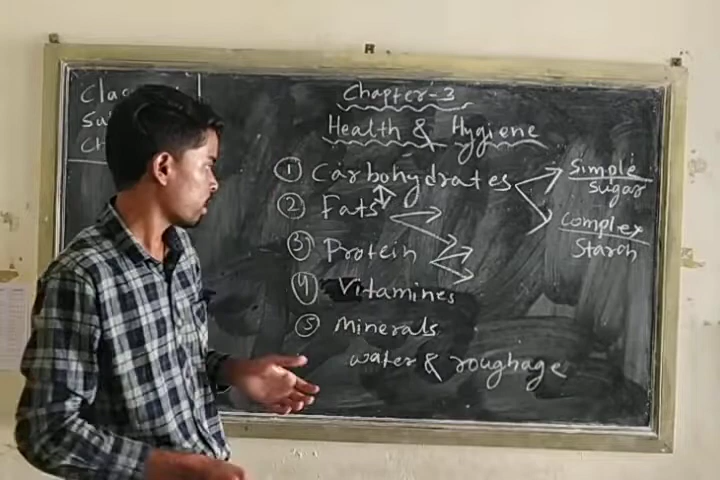 Chapter-3
Health & Hygiene
① Carbohydrates
Simple
Sugar
complex
Starch
② Fats
③ Protein
④ Vitamines
⑤ Minerals
water & roughage